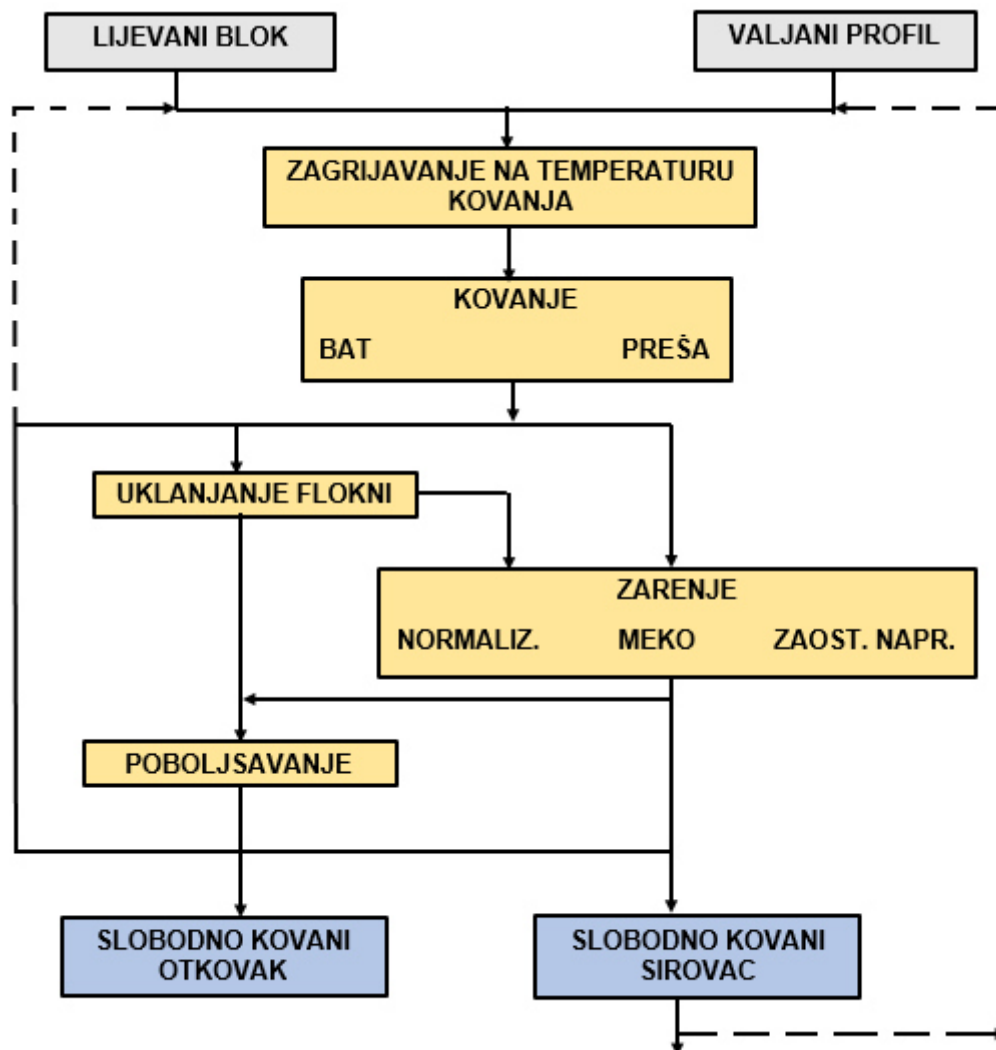 LIJEVANI BLOK
VALJANI PROFIL
ZAGRIJAVANJE NA TEMPERATURU
KOVANJA
KOVANJE
BAT PREŠA
UKLANJANJE FLOKNI
ZARENJE
NORMALIZ. MEKO ZAOST. NAPR.
POBOLJSAVANJE
SLOBODNO KOVANI
OTKOVAK
SLOBODNO KOVANI
SIROVAC